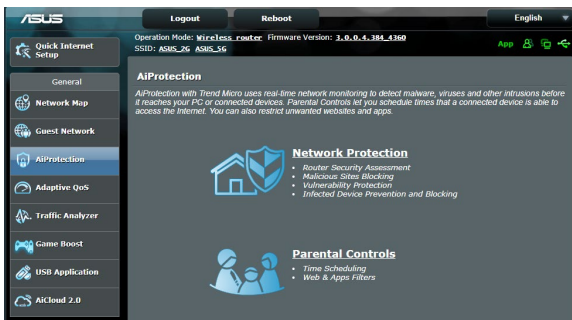 ASUS
Logout
Reboot
English
Quick Internet
Setup
Operation Mode: Wireless router Firmware Version: 3.0.0.4.384_4360
SSID: ASUS_2G ASUS_5G
App
General
Network Map
Guest Network
AiProtection
Adaptive QoS
Traffic Analyzer
Game Boost
USB Application
AiCloud 2.0
AiProtection
AiProtection with Trend Micro uses real-time network monitoring to detect malware, viruses and other intrusions before
it reaches your PC or connected devices. Parental Controls let you schedule times that a connected device is able to
access the Internet. You can also restrict unwanted websites and apps.
Network Protection
• Router Security Assessment
• Malicious Sites Blocking
• Vulnerability Protection
• Infected Device Prevention and Blocking
Parental Controls
• Time Scheduling
• Web & Apps Filters